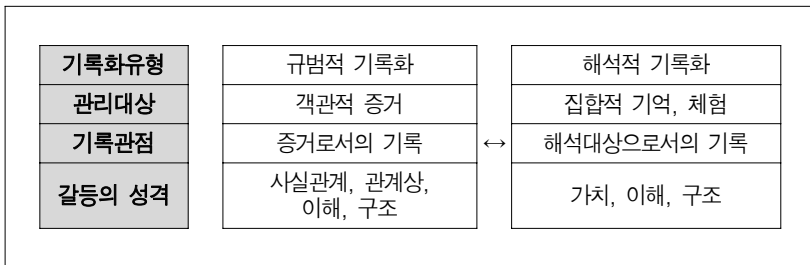 기록화유형 규범적 기록화 해석적 기록화
관리대상 객관적 증거 집합적 기억, 체험
기록관점 증거로서의 기록 ↔ 해석대상으로서의 기록
갈등의 성격 사실관계, 관계상, 이해, 구조 가치, 이해, 구조